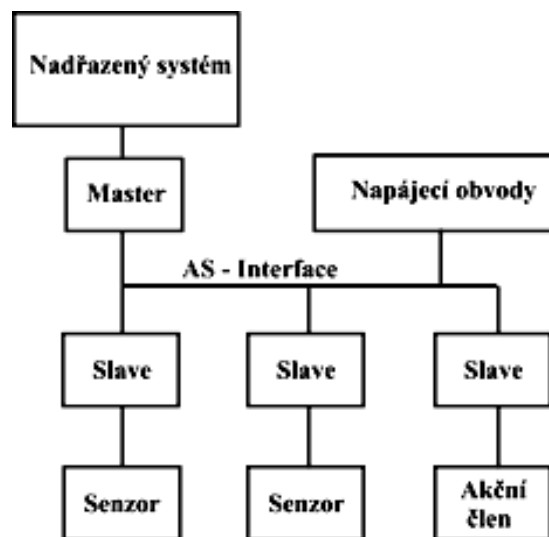 Nadřazený systém
Master
Napájecí obvody
AS - Interface
Slave
Slave
Slave
Senzor
Senzor
Akční
člen